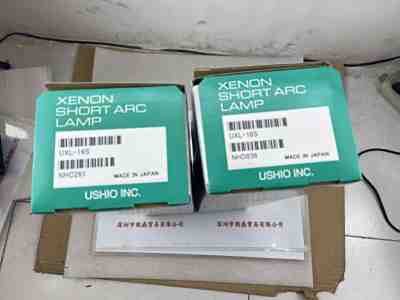 XENON
SHORT ARC
LAMP
UXL-16S
MADE IN JAPAN
USHIO INC.
XENON
SHORT ARC
LAMP
UXL-16S
MADE IN JAPAN
USHIO INC.